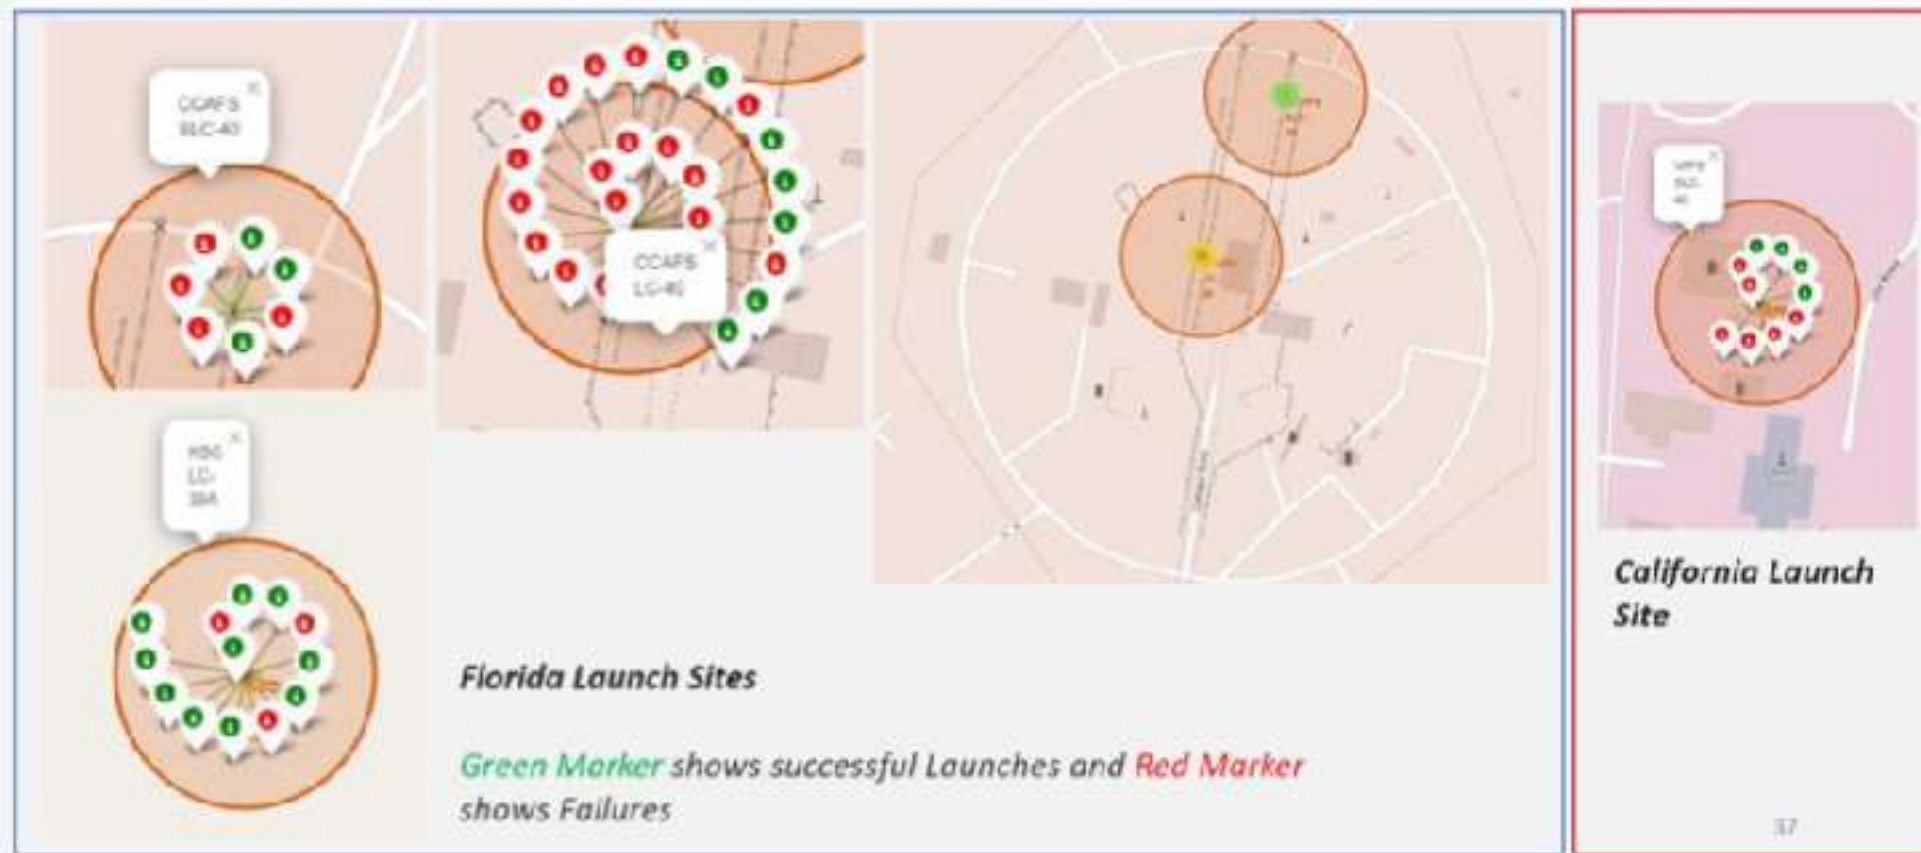 CCAFS
SLC-40
CCAFS
LC-40
KSC
LC-
39A
Florida Launch Sites
Green Marker shows successful Launches and Red Marker
shows Failures
California Launch
Site
37